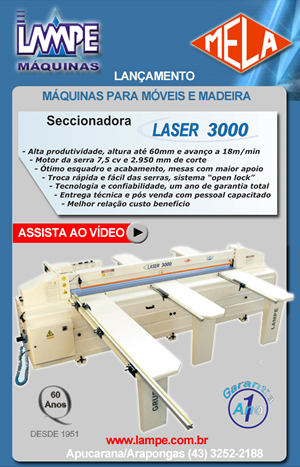 LAMPE
MÁQUINAS
MELA
LANÇAMENTO
MÁQUINAS PARA MÓVEIS E MADEIRA
Seccionadora LASER 3000
- Alta produtividade, altura até 60mm e avanço a 18m/min
- Motor da serra 7,5 cv e 2.950 mm de corte
- Ótimo esquadro e acabamento, mesas com maior apoio
- Troca rápida e fácil das serras, sistema "open lock"
- Tecnologia e confiabilidade, um ano de garantia total
- Entrega técnica e pós venda com pessoal capacitado
- Melhor relação custo benefício
ASSISTA AO VÍDEO
LASER 3000
LAMPE
GRUP
60
Anos
DESDE 1951
Garantia
1
Ano
www.lampe.com.br
Apucarana/Arapongas (43) 3252-2188